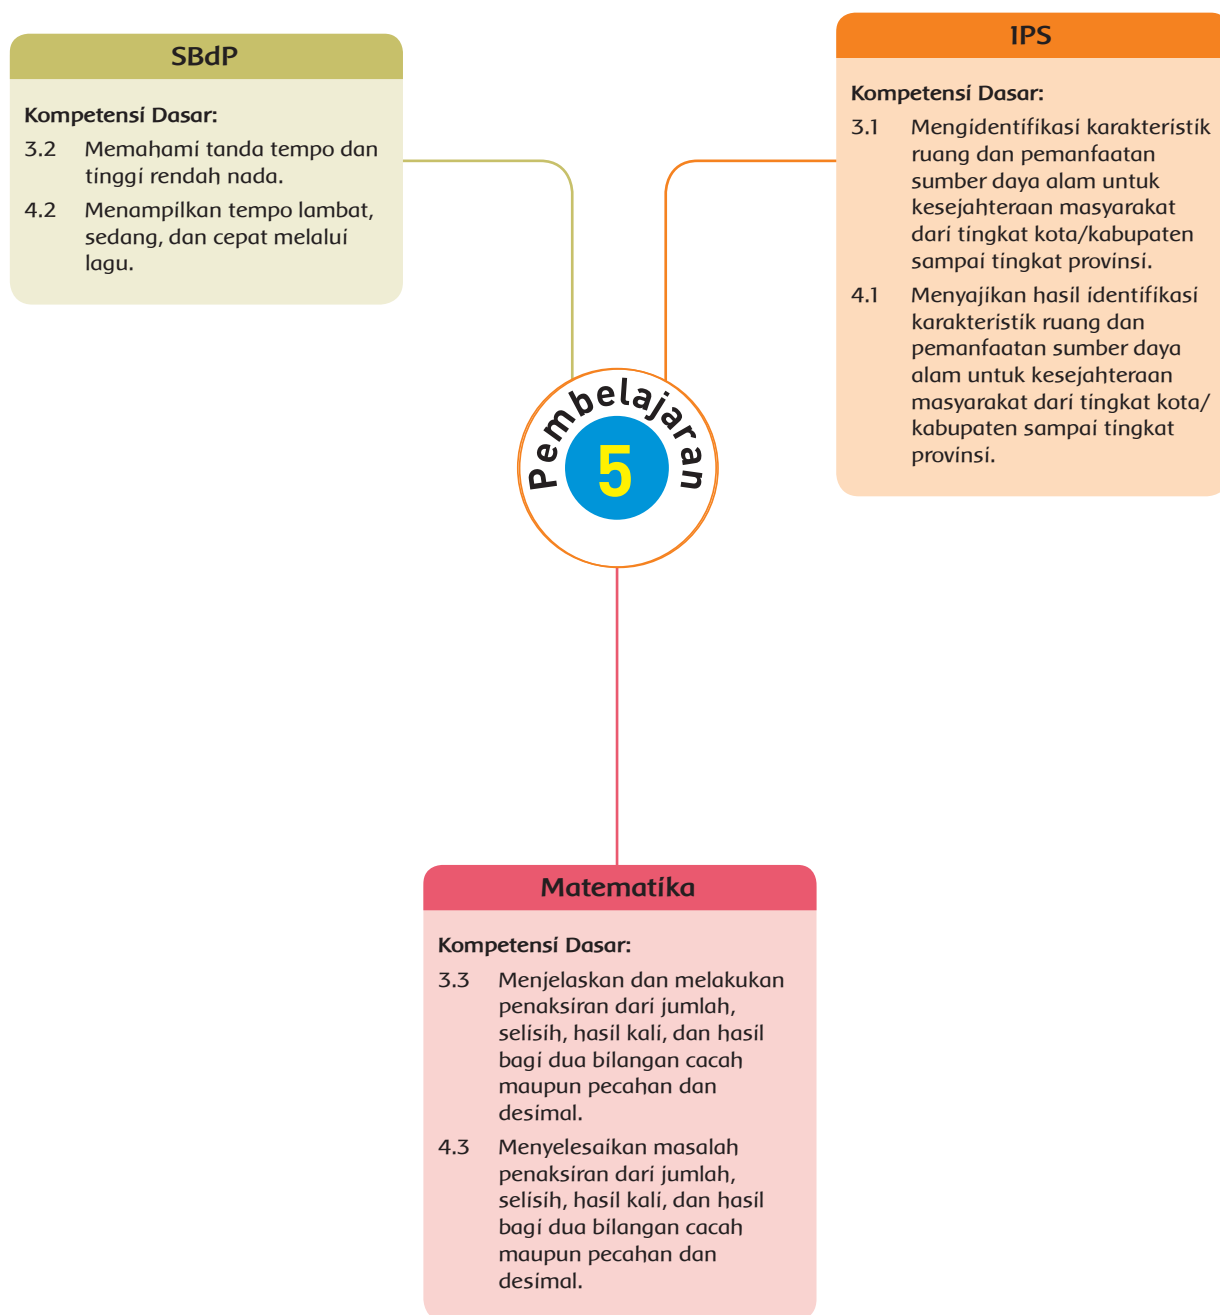 SBdP
Kompetensi Dasar:
3.2 Memahami tanda tempo dan
tinggi rendah nada.
4.2 Menampilkan tempo lambat,
sedang, dan cepat melalui
lagu.
IPS
Kompetensi Dasar:
3.1 Mengidentifikasi karakteristik
ruang dan pemanfaatan
sumber daya alam untuk
kesejahteraan masyarakat
dari tingkat kota/kabupaten
sampai tingkat provinsi.
4.1 Menyajikan hasil identifikasi
karakteristik ruang dan
pemanfaatan sumber daya
alam untuk kesejahteraan
masyarakat dari tingkat kota/
kabupaten sampai tingkat
provinsi.
Pembelajaran
5
Matematika
Kompetensi Dasar:
3.3 Menjelaskan dan melakukan
penaksiran dari jumlah,
selisih, hasil kali, dan hasil
bagi dua bilangan cacah
maupun pecahan dan
desimal.
4.3 Menyelesaikan masalah
penaksiran dari jumlah,
selisih, hasil kali, dan hasil
bagi dua bilangan cacah
maupun pecahan dan
desimal.